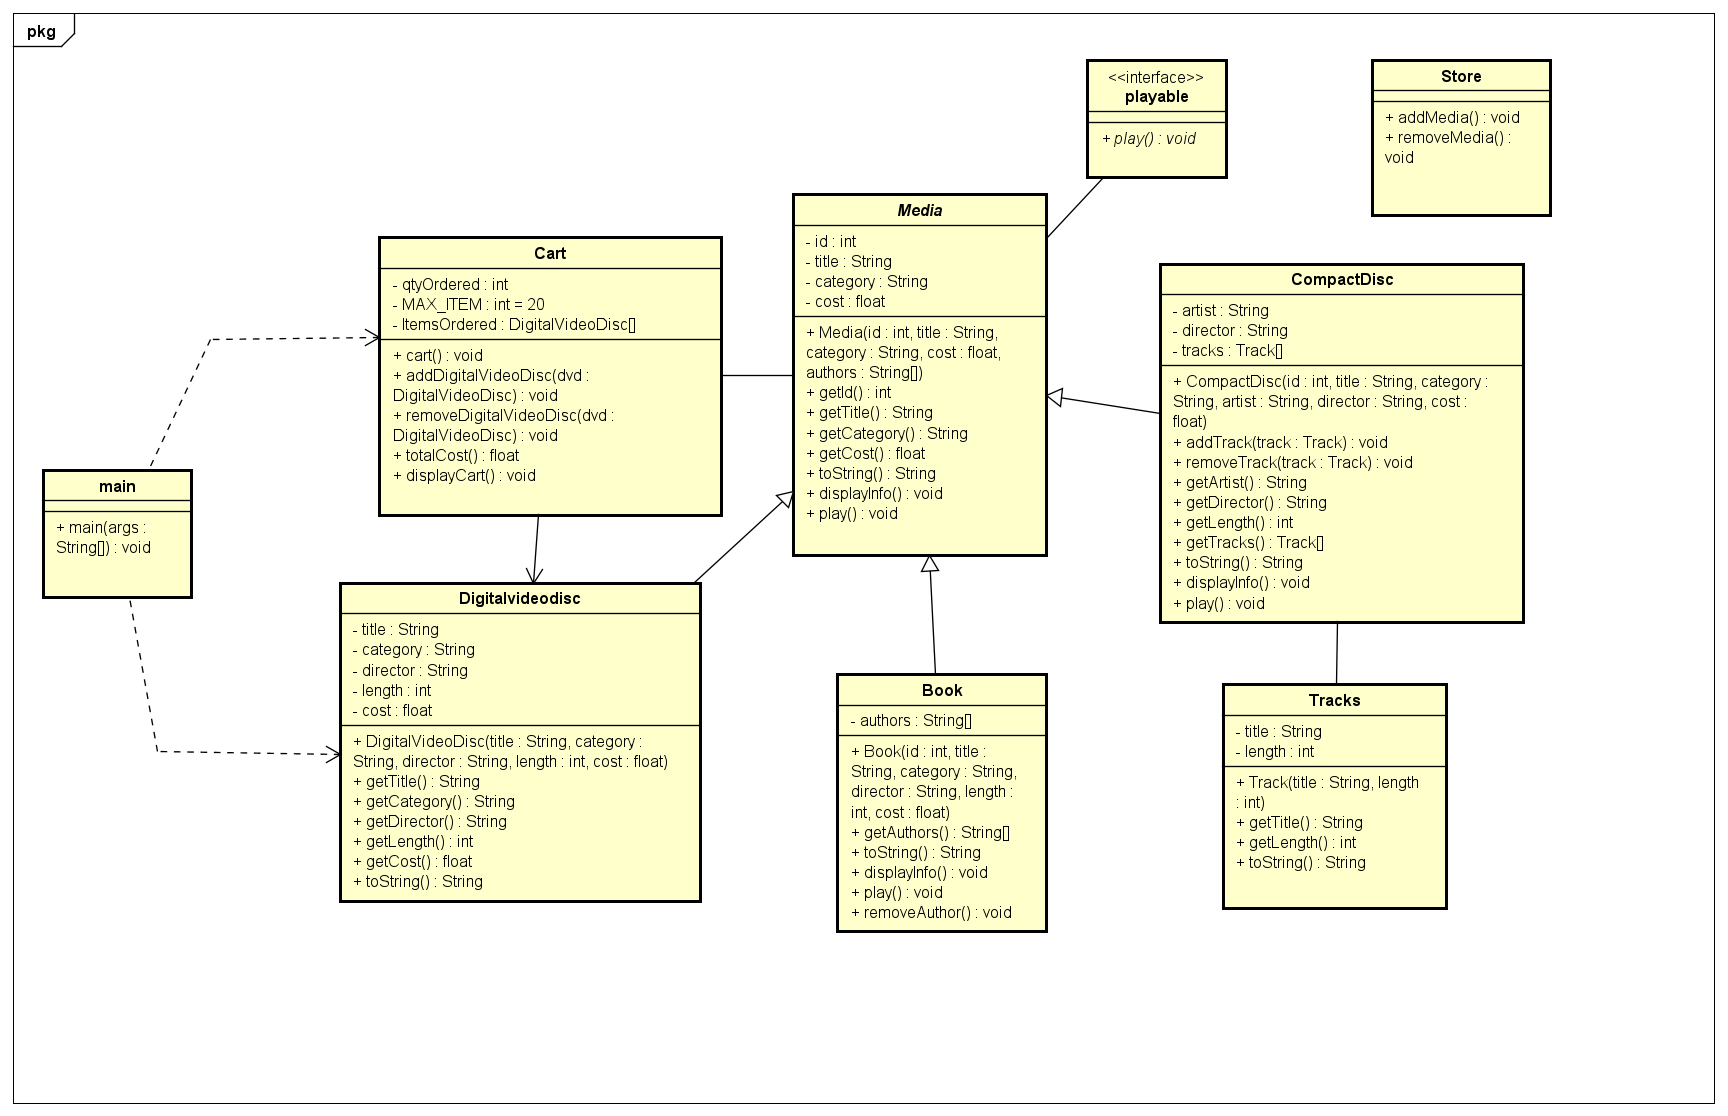 pkg
<<interface>>
playable
+ play() : void
Store
+ addMedia() : void
+ removeMedia() :
void
Media
- id : int
- title : String
- category : String
- cost : float
+ Media(id : int, title : String,
category : String, cost : float,
authors : String[])
+ getId() : int
+ getTitle() : String
+ getCategory() : String
+ getCost() : float
+ toString() : String
+ displayInfo() : void
+ play() : void
Cart
- qtyOrdered : int
- MAX_ITEM : int = 20
- ItemsOrdered : DigitalVideoDisc[]
+ cart() : void
+ addDigitalVideoDisc(dvd :
DigitalVideoDisc) : void
+ removeDigitalVideoDisc(dvd :
DigitalVideoDisc) : void
+ totalCost() : float
+ displayCart() : void
CompactDisc
- artist : String
- director : String
- tracks : Track[]
+ CompactDisc(id : int, title : String, category :
String, artist : String, director : String, cost :
float)
+ addTrack(track : Track) : void
+ removeTrack(track : Track) : void
+ getArtist() : String
+ getDirector() : String
+ getLength() : int
+ getTracks() : Track[]
+ toString() : String
+ displayInfo() : void
+ play() : void
main
+ main(args :
String[]) : void
Digitalvideodisc
- title : String
- category : String
- director : String
- length : int
- cost : float
+ DigitalVideoDisc(title : String, category :
String, director : String, length : int, cost : float)
+ getTitle() : String
+ getCategory() : String
+ getDirector() : String
+ getLength() : int
+ getCost() : float
+ toString() : String
Book
- authors : String[]
+ Book(id : int, title :
String, category : String,
director : String, length :
int, cost : float)
+ getAuthors() : String[]
+ toString() : String
+ displayInfo() : void
+ play() : void
+ removeAuthor() : void
Tracks
- title : String
- length : int
+ Track(title : String, length
: int)
+ getTitle() : String
+ getLength() : int
+ toString() : String